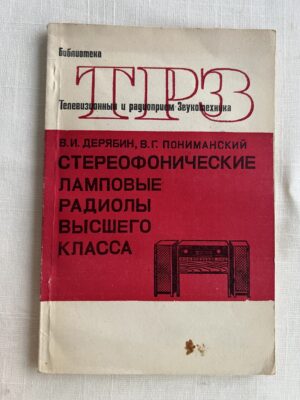 Библиотека
ТРЗ
Телевизионный и радиоприем Звукотехника
В. И. ДЕРЯБИН, В. Г. ПОНИМАНСКИЙ
СТЕРЕОФОНИЧЕСКИЕ
ЛАМПОВЫЕ
РАДИОЛЫ
ВЫСШЕГО
КЛАССА